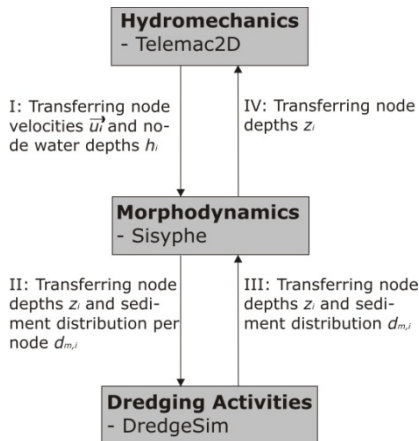 Hydromechanics
- Telemac2D
I: Transferring node
velocities u⃗ᵢ and no-
de water depths hᵢ
IV: Transferring node
depths zᵢ
Morphodynamics
- Sisyphe
II: Transferring node
depths zᵢ and sedi-
ment distribution per
node dₘ,ᵢ
III: Transferring node
depths zᵢ and sedi-
ment distribution dₘ,ᵢ
Dredging Activities
- DredgeSim